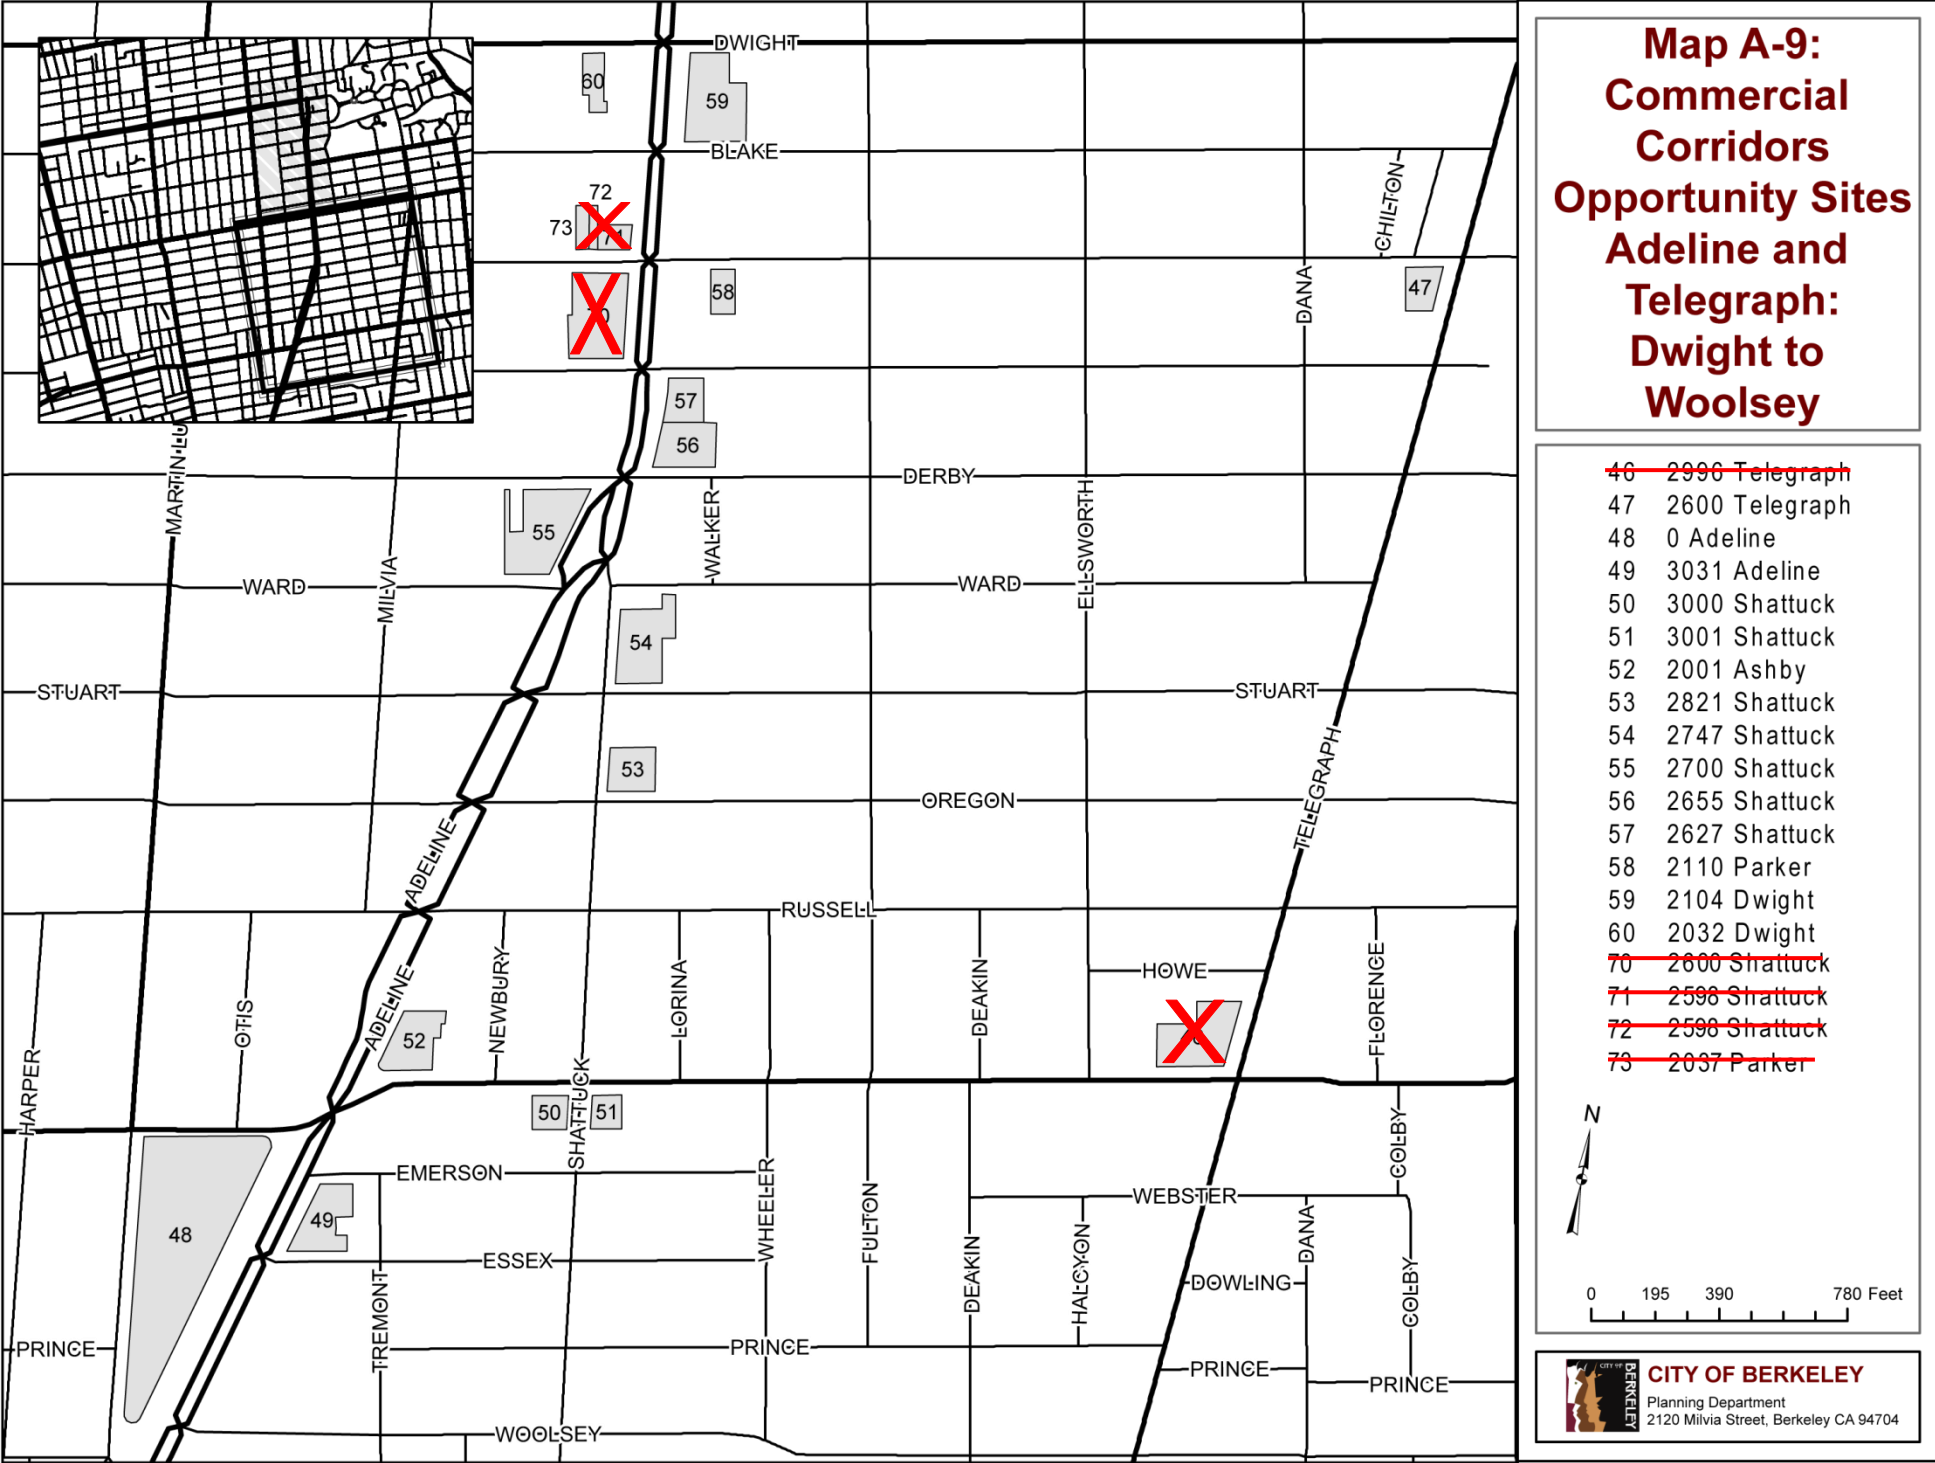 Map A-9:
Commercial
Corridors
Opportunity Sites
Adeline and
Telegraph:
Dwight to
Woolsey
46 2996 Telegraph
47 2600 Telegraph
48 0 Adeline
49 3031 Adeline
50 3000 Shattuck
51 3001 Shattuck
52 2001 Ashby
53 2821 Shattuck
54 2747 Shattuck
55 2700 Shattuck
56 2655 Shattuck
57 2627 Shattuck
58 2110 Parker
59 2104 Dwight
60 2032 Dwight
70 2600 Shattuck
71 2598 Shattuck
72 2598 Shattuck
73 2037 Parker
N
0 195 390 780 Feet
CITY OF BERKELEY
CITY OF BERKELEY
Planning Department
2120 Milvia Street, Berkeley CA 94704
DWIGHT
60
59
BLAKE
72
73
71
CHILTON
58
47
DANA
57
56
MARTIN LU
DERBY
55
WALKER
ELLSWORTH
WARD
MILVIA
WARD
54
STUART
STUART
TELEGRAPH
53
OREGON
ADELINE
RUSSELL
NEWBURY
LORINA
DEAKIN
HOWE
FLORENCE
OTIS
ADELINE
52
HARPER
SHATTUCK
50
51
COLBY
EMERSON
WHEELER
FULTON
WEBSTER
48
49
DEAKIN
HALCYON
DANA
ESSEX
TREMONT
DOWLING
COLBY
PRINCE
PRINCE
PRINCE
PRINCE
WOOLSEY